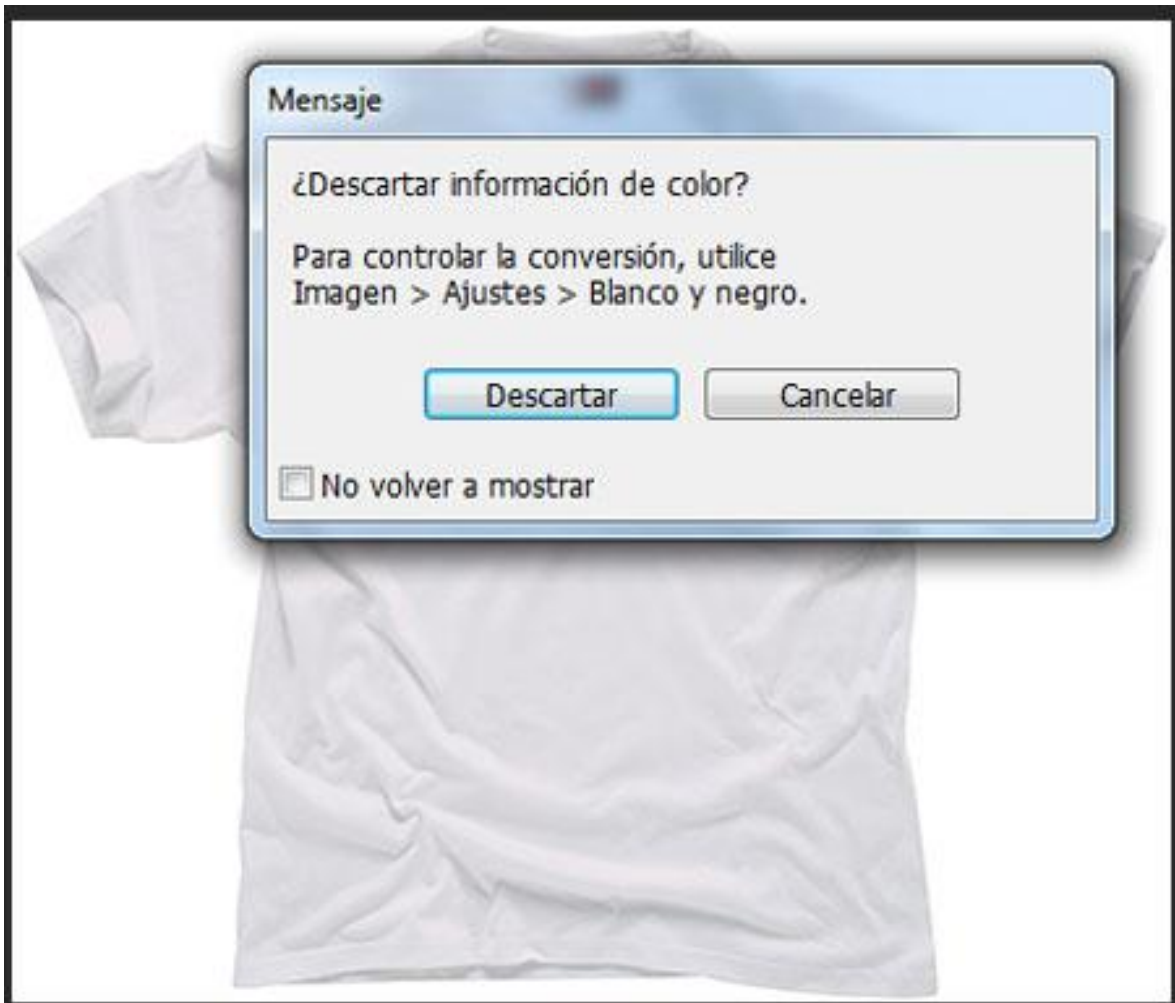 Mensaje
¿Descartar información de color?
Para controlar la conversión, utilice
Imagen > Ajustes > Blanco y negro.
Descartar
Cancelar
No volver a mostrar